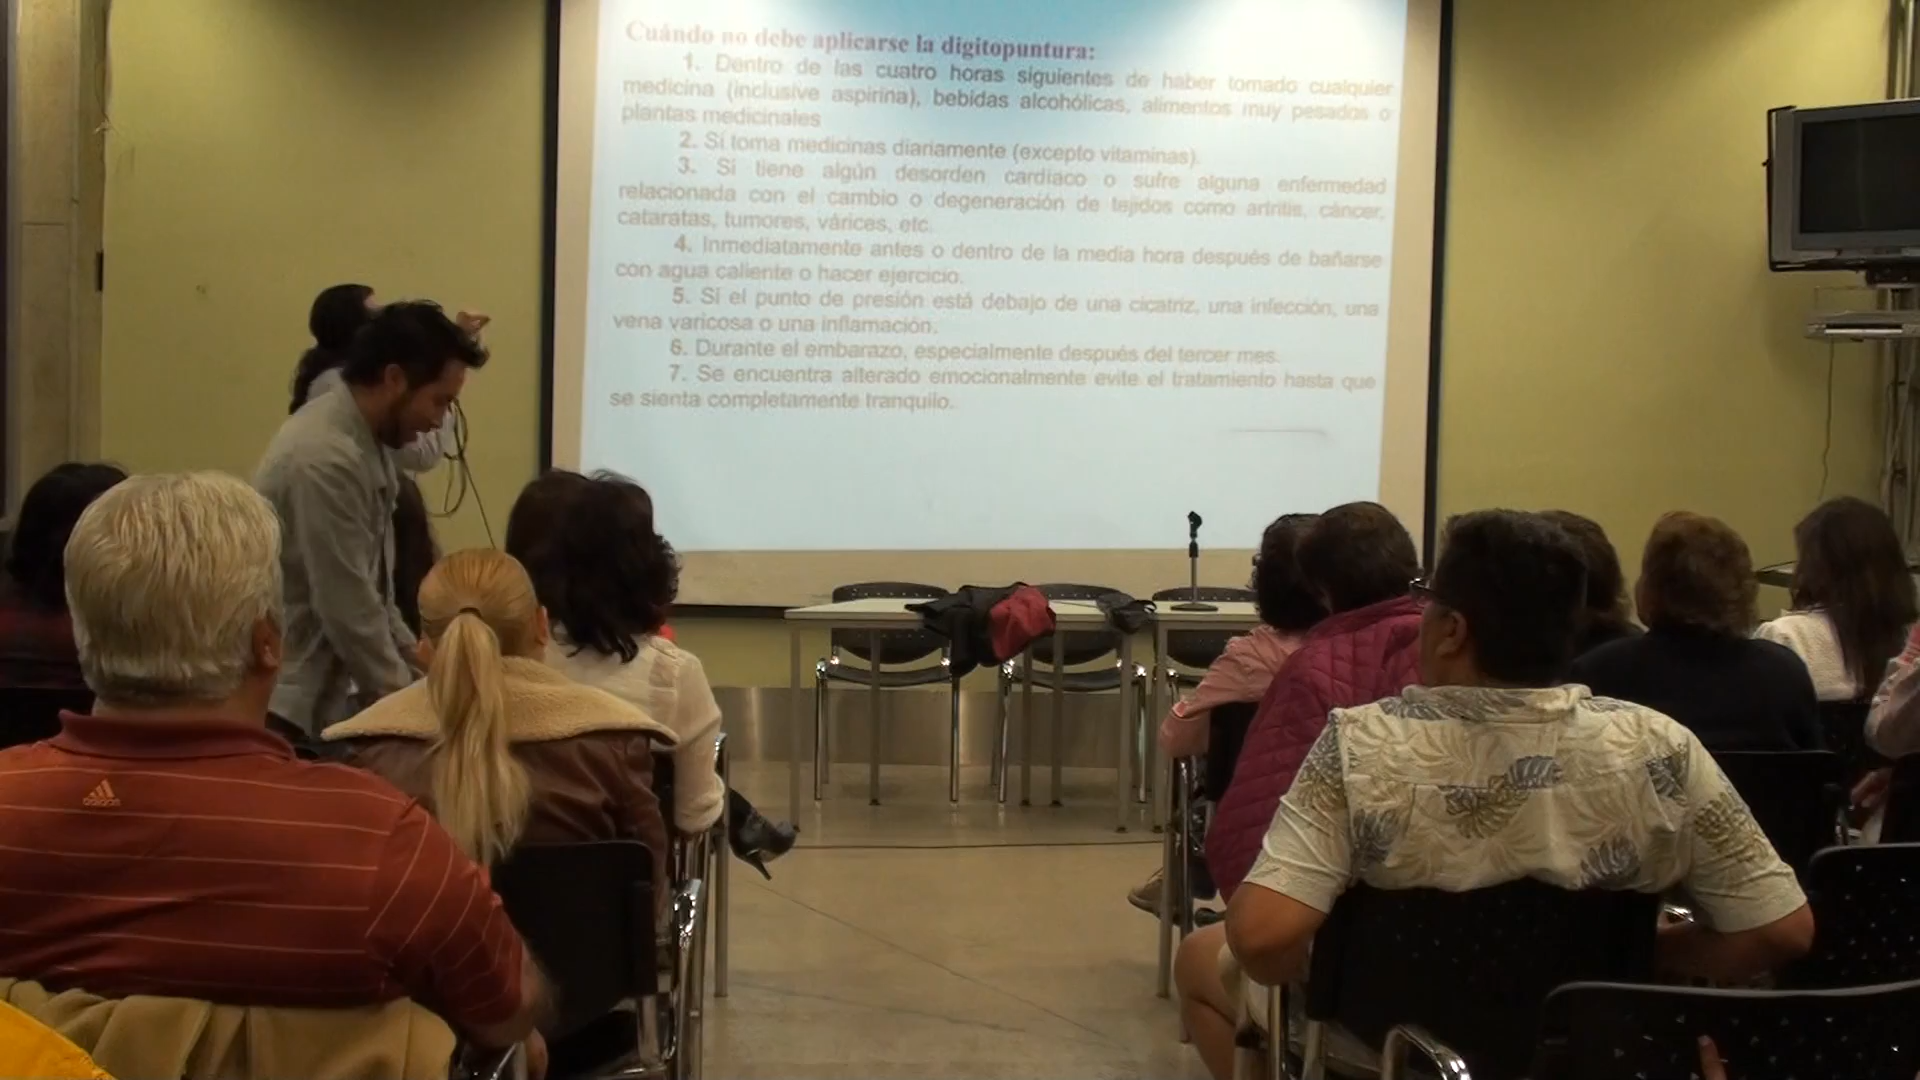 Cuándo no debe aplicarse la digitopuntura:
1. Dentro de las cuatro horas siguientes de haber tomado cualquier
medicina (inclusive aspirina), bebidas alcohólicas, alimentos muy pesados o
plantas medicinales
2. Si toma medicinas diariamente (excepto vitaminas).
3. Si tiene algún desorden cardíaco o sufre alguna enfermedad
relacionada con el cambio o degeneración de tejidos como artritis, cáncer,
cataratas, tumores, várices, etc.
4. Inmediatamente antes o dentro de la media hora después de bañarse
con agua caliente o hacer ejercicio.
5. Si el punto de presión está debajo de una cicatriz, una infección, una
vena varicosa o una inflamación.
6. Durante el embarazo, especialmente después del tercer mes.
7. Se encuentra alterado emocionalmente evite el tratamiento hasta que
se sienta completamente tranquilo.
adidas